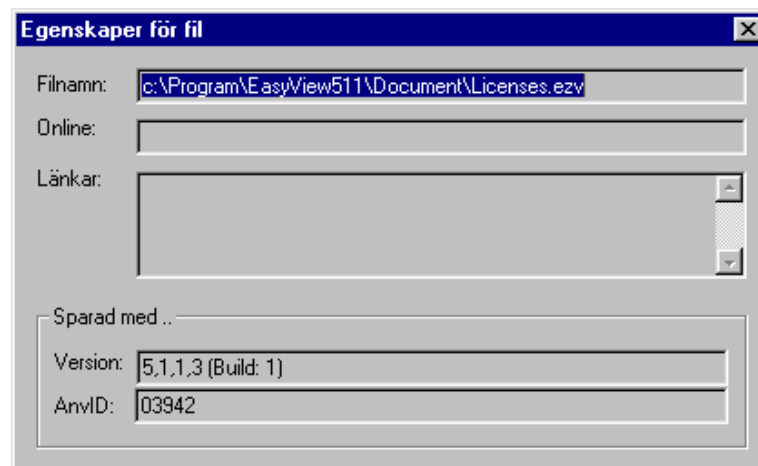 Egenskaper för fil
Filnamn: c:\Program\EasyView511\Document\Licenses.ezv
Online:
Länkar:
Sparad med ..
Version: 5,1,1,3 (Build: 1)
AnvID: 03942